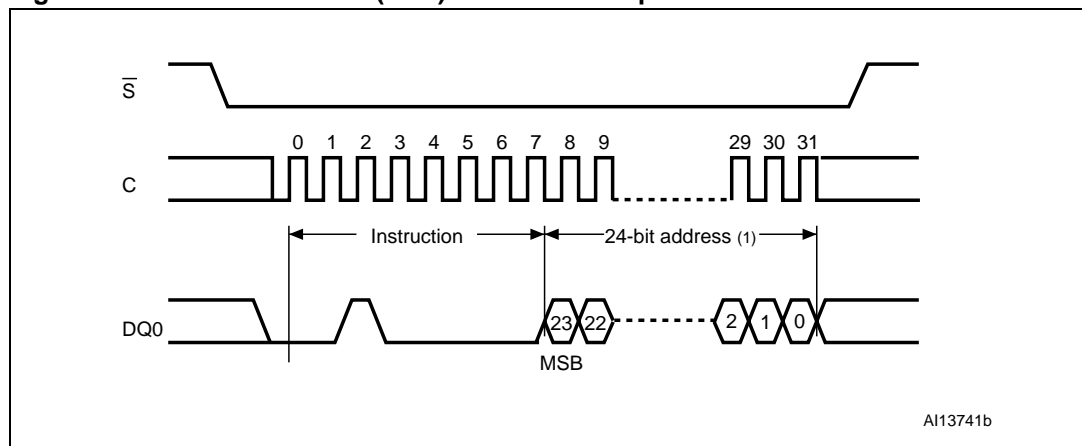 S
0 1 2 3 4 5 6 7 8 9 29 30 31
C
Instruction 24-bit address (1)
DQ0 23 22 2 1 0
MSB
AI13741b